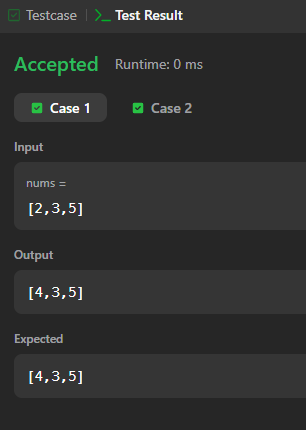 Testcase | >_ Test Result
Accepted Runtime: 0 ms
Case 1 Case 2
Input
nums =
[2,3,5]
Output
[4,3,5]
Expected
[4,3,5]